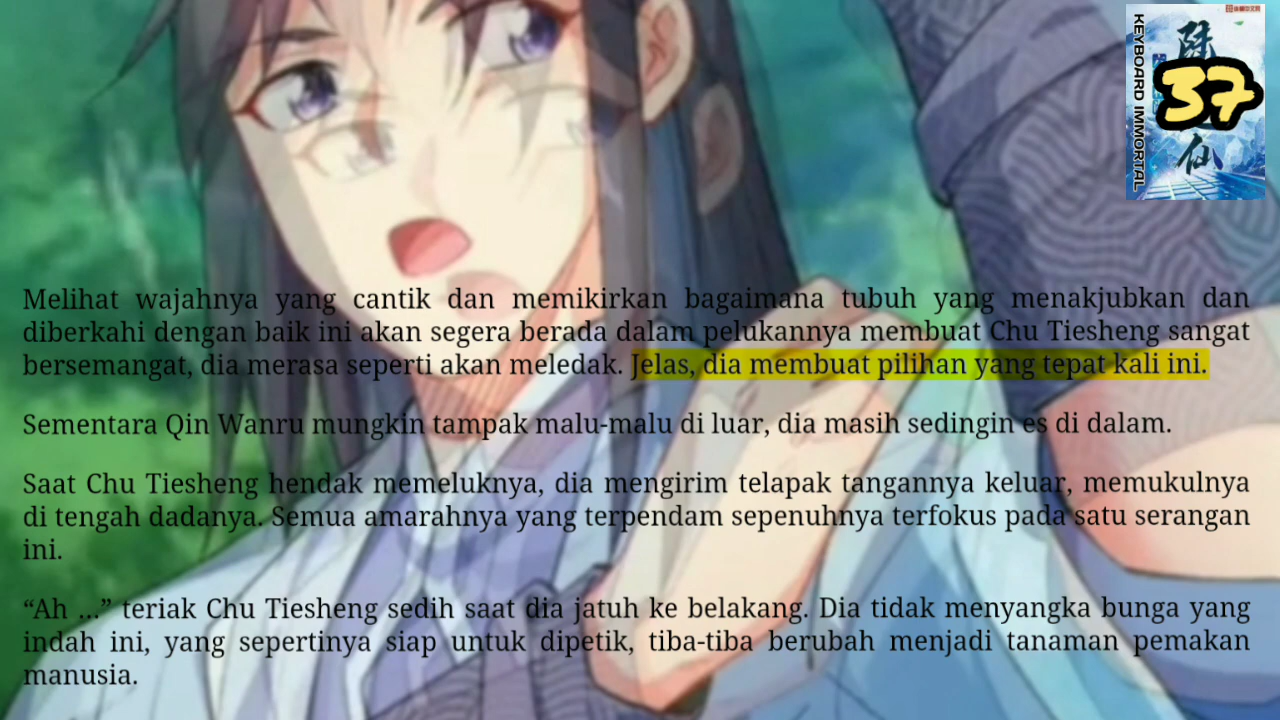 KEYBOARD IMMORTAL
37
仙
Melihat wajahnya yang cantik dan memikirkan bagaimana tubuh yang menakjubkan dan
diberkahi dengan baik ini akan segera berada dalam pelukannya membuat Chu Tiesheng sangat
bersemangat, dia merasa seperti akan meledak. Jelas, dia membuat pilihan yang tepat kali ini.
Sementara Qin Wanru mungkin tampak malu-malu di luar, dia masih sedingin es di dalam.
Saat Chu Tiesheng hendak memeluknya, dia mengirim telapak tangannya keluar, memukulnya
di tengah dadanya. Semua amarahnya yang terpendam sepenuhnya terfokus pada satu serangan
ini.
“Ah …” teriak Chu Tiesheng sedih saat dia jatuh ke belakang. Dia tidak menyangka bunga yang
indah ini, yang sepertinya siap untuk dipetik, tiba-tiba berubah menjadi tanaman pemakan
manusia.